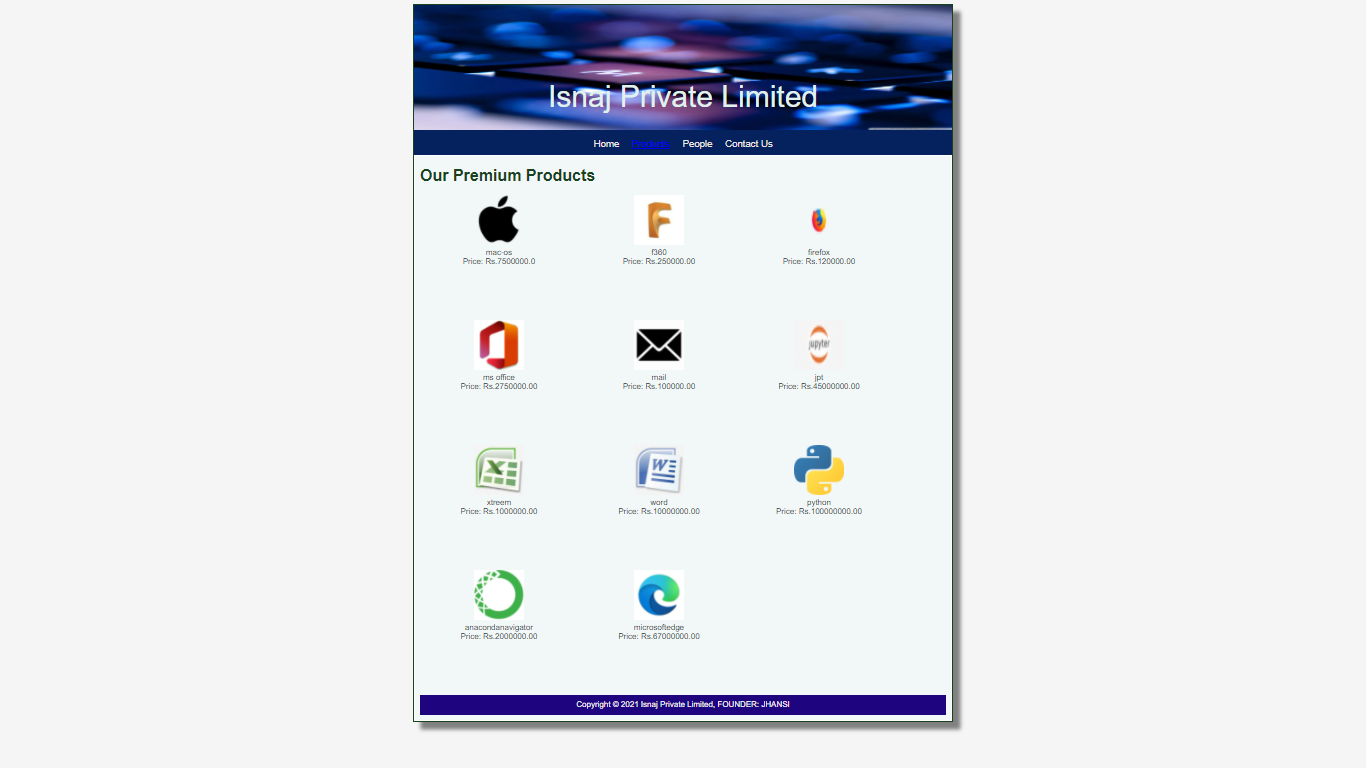 Isnaj Private Limited
Home Products People Contact Us
Our Premium Products
mac-os f360 firefox
Price: Rs.7500000.0 Price: Rs.250000.00 Price: Rs.120000.00
jupyter
ms office mail jpt
Price: Rs.2750000.00 Price: Rs.100000.00 Price: Rs.45000000.00
xtreem word python
Price: Rs.1000000.00 Price: Rs.10000000.00 Price: Rs.100000000.00
anacondanavigator microsoftedge
Price: Rs.2000000.00 Price: Rs.67000000.00
Copyright © 2021 Isnaj Private Limited, FOUNDER: JHANSI